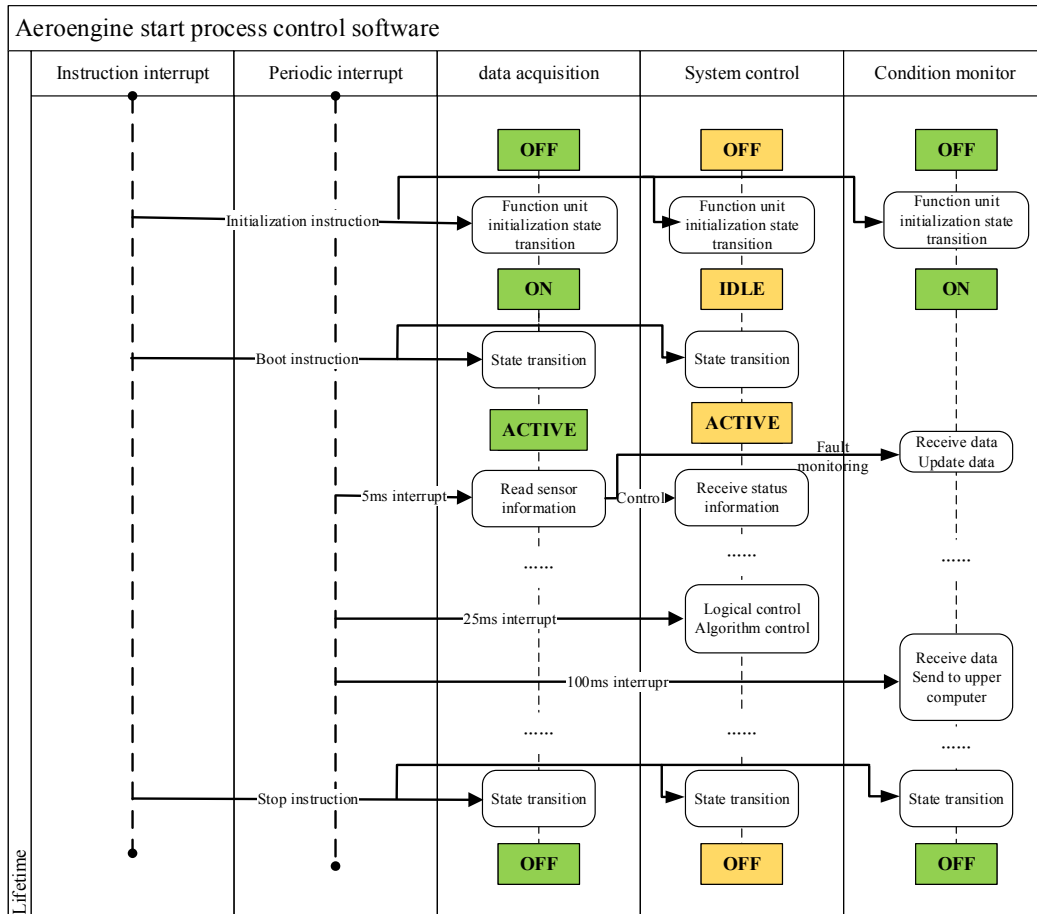 Aeroengine start process control software
Instruction interrupt
Periodic interrupt
data acquisition
System control
Condition monitor
OFF
OFF
OFF
Initialization instruction
Function unit
initialization state
transition
Function unit
initialization state
transition
Function unit
initialization state
transition
ON
IDLE
ON
Boot instruction
State transition
State transition
ACTIVE
ACTIVE
Fault
monitoring
Receive data
Update data
5ms interrupt
Read sensor
information
Control
Receive status
information
......
......
......
25ms interrupt
Logical control
Algorithm control
100ms interrupr
Receive data
Send to upper
computer
......
......
......
Stop instruction
State transition
State transition
State transition
OFF
OFF
OFF
Lifetime